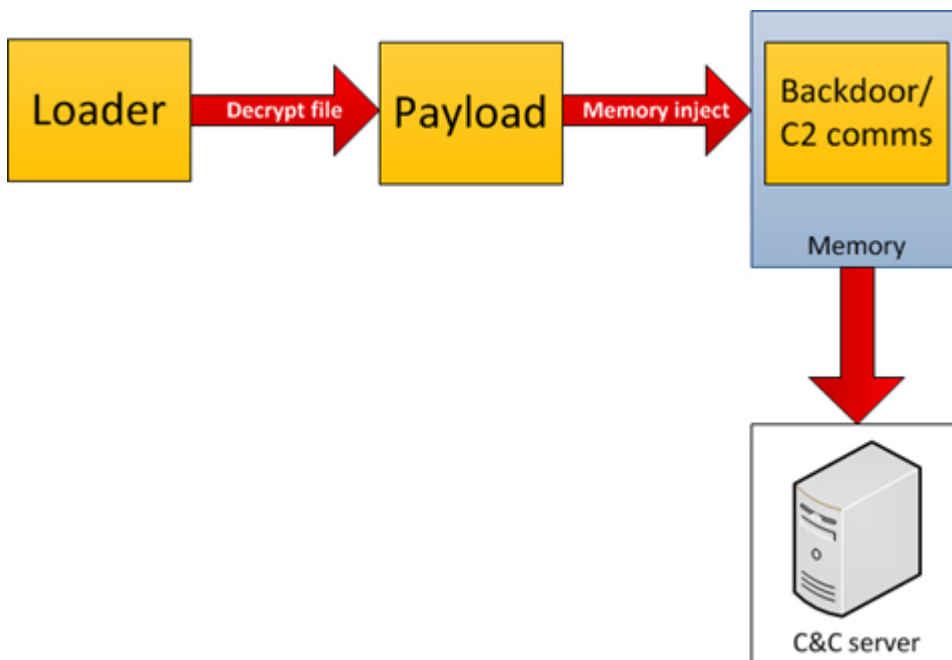 Loader
Decrypt file
Payload
Memory inject
Backdoor/
C2 comms
Memory
C&C server